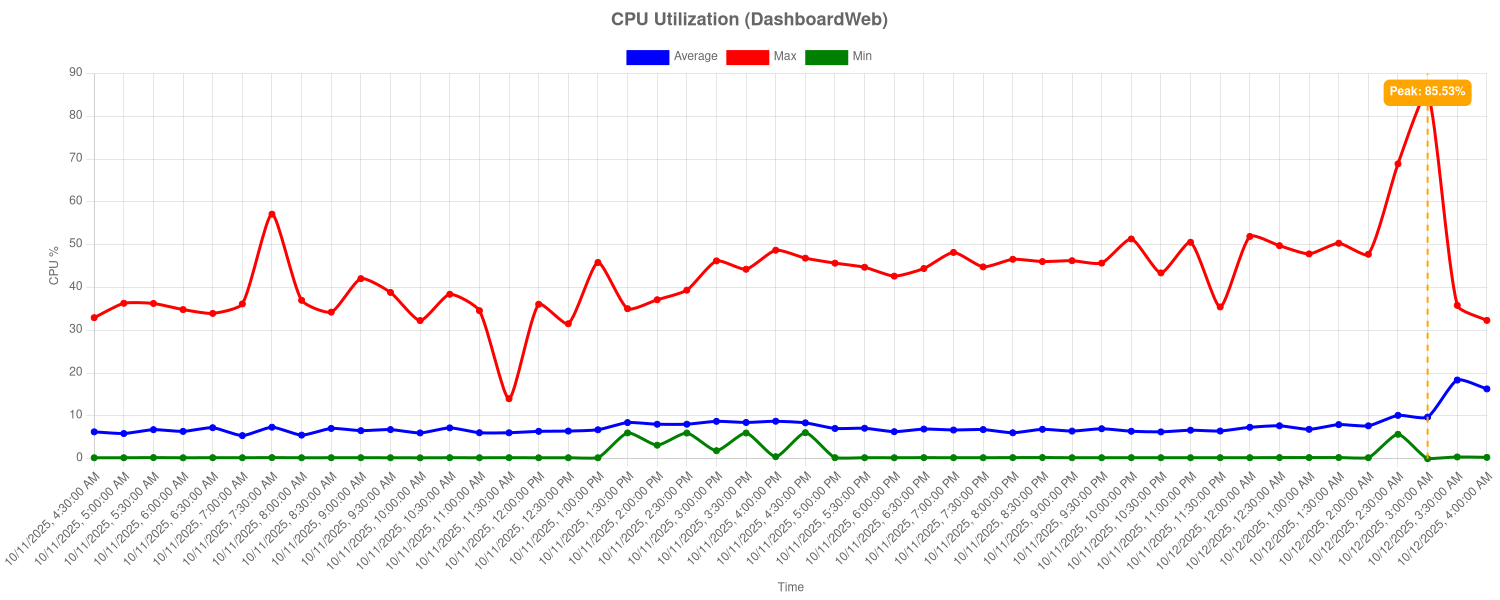 CPU Utilization (DashboardWeb)
Average Max Min
90
Peak: 85.53%
80
70
60
50
CPU %
40
30
20
10
0
10/11/2025, 4:30:00 AM
10/11/2025, 5:00:00 AM
10/11/2025, 5:30:00 AM
10/11/2025, 6:00:00 AM
10/11/2025, 6:30:00 AM
10/11/2025, 7:00:00 AM
10/11/2025, 7:30:00 AM
10/11/2025, 8:00:00 AM
10/11/2025, 8:30:00 AM
10/11/2025, 9:00:00 AM
10/11/2025, 9:30:00 AM
10/11/2025, 10:00:00 AM
10/11/2025, 10:30:00 AM
10/11/2025, 11:00:00 AM
10/11/2025, 11:30:00 AM
10/11/2025, 12:00:00 PM
10/11/2025, 12:30:00 PM
10/11/2025, 1:00:00 PM
10/11/2025, 1:30:00 PM
10/11/2025, 2:00:00 PM
10/11/2025, 2:30:00 PM
10/11/2025, 3:00:00 PM
10/11/2025, 3:30:00 PM
10/11/2025, 4:00:00 PM
10/11/2025, 4:30:00 PM
10/11/2025, 5:00:00 PM
10/11/2025, 5:30:00 PM
10/11/2025, 6:00:00 PM
10/11/2025, 6:30:00 PM
10/11/2025, 7:00:00 PM
10/11/2025, 7:30:00 PM
10/11/2025, 8:00:00 PM
10/11/2025, 8:30:00 PM
10/11/2025, 9:00:00 PM
10/11/2025, 9:30:00 PM
10/11/2025, 10:00:00 PM
10/11/2025, 10:30:00 PM
10/11/2025, 11:00:00 PM
10/11/2025, 11:30:00 PM
10/12/2025, 12:00:00 AM
10/12/2025, 12:30:00 AM
10/12/2025, 1:00:00 AM
10/12/2025, 1:30:00 AM
10/12/2025, 2:00:00 AM
10/12/2025, 2:30:00 AM
10/12/2025, 3:00:00 AM
10/12/2025, 3:30:00 AM
10/12/2025, 4:00:00 AM
Time